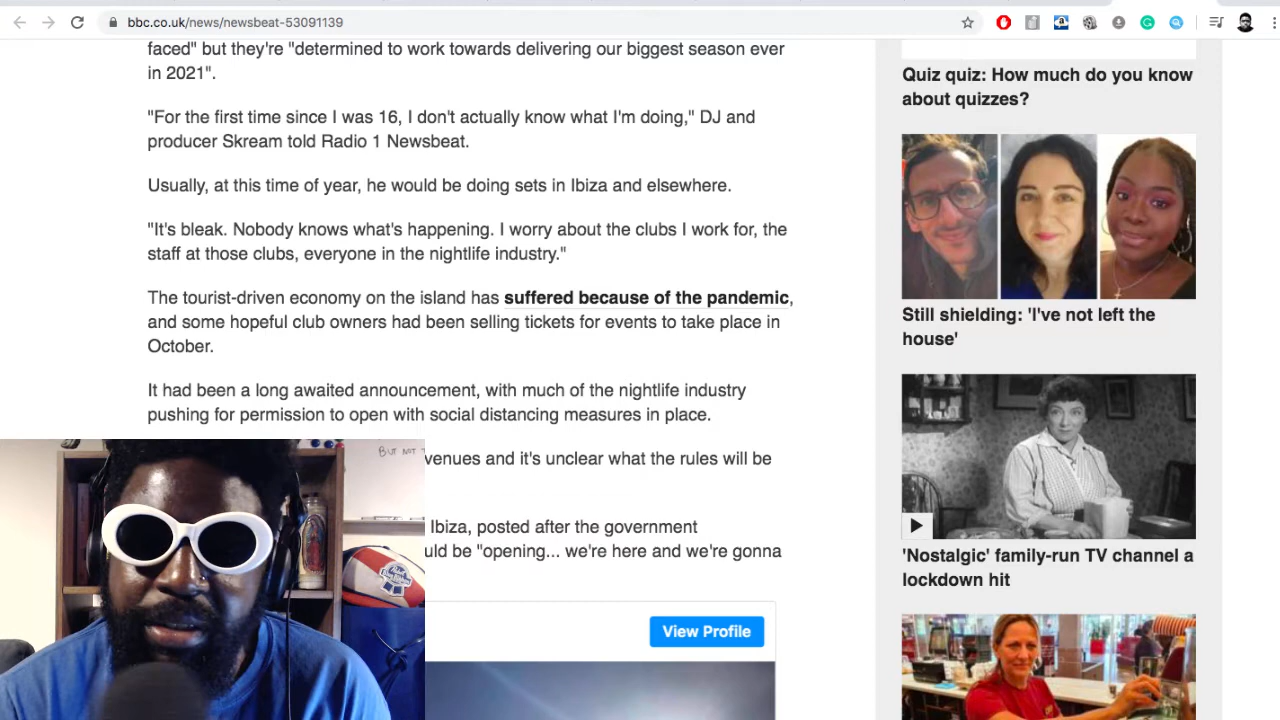 bbc.co.uk/news/newsbeat-53091139
faced" but they're "determined to work towards delivering our biggest season ever
in 2021".
"For the first time since I was 16, I don't actually know what I'm doing," DJ and
producer Skream told Radio 1 Newsbeat.
Usually, at this time of year, he would be doing sets in Ibiza and elsewhere.
"It's bleak. Nobody knows what's happening. I worry about the clubs I work for, the
staff at those clubs, everyone in the nightlife industry."
The tourist-driven economy on the island has suffered because of the pandemic,
and some hopeful club owners had been selling tickets for events to take place in
October.
It had been a long awaited announcement, with much of the nightlife industry
pushing for permission to open with social distancing measures in place.
venues and it's unclear what the rules will be
Ibiza, posted after the government
uld be "opening... we're here and we're gonna
View Profile
BUT NOT T
Quiz quiz: How much do you know
about quizzes?
Still shielding: 'I've not left the
house'
'Nostalgic' family-run TV channel a
lockdown hit